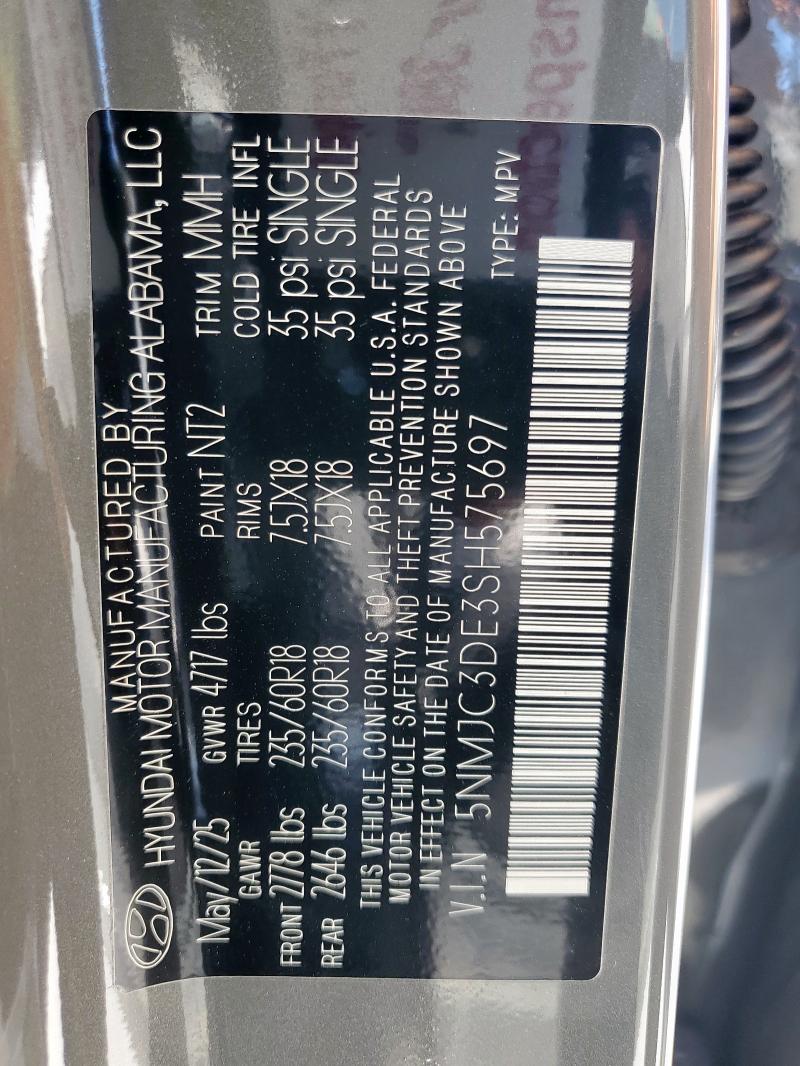 MANUFACTURED BY
HYUNDAI MOTOR MANUFACTURING ALABAMA, LLC
May/12/25 GVWR 4717 lbs PAINT NT2 TRIM MMH
GAWR TIRES RIMS COLD TIRE INFL
FRONT 2778 lbs 235/60R18 7.5JX18 35 psi SINGLE
REAR 2646 lbs 235/60R18 7.5JX18 35 psi SINGLE
THIS VEHICLE CONFORMS TO ALL APPLICABLE U.S.A. FEDERAL
MOTOR VEHICLE SAFETY AND THEFT PREVENTION STANDARDS
IN EFFECT ON THE DATE OF MANUFACTURE SHOWN ABOVE
V.I.N 5NMJC3DE3SH575697
TYPE: MPV